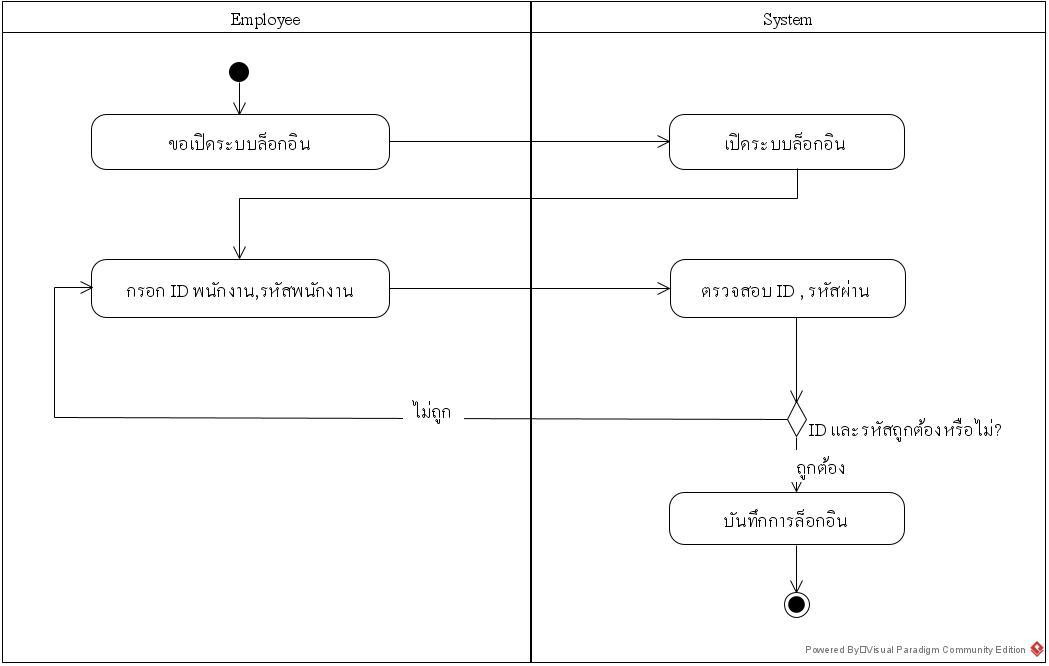 Employee
System
ขอเปิดระบบล็อกอิน
เปิดระบบล็อกอิน
กรอก ID พนักงาน,รหัสพนักงาน
ตรวจสอบ ID , รหัสผ่าน
ไม่ถูก
ID และรหัสถูกต้องหรือไม่?
ถูกต้อง
บันทึกการล็อกอิน
Powered By□Visual Paradigm Community Edition